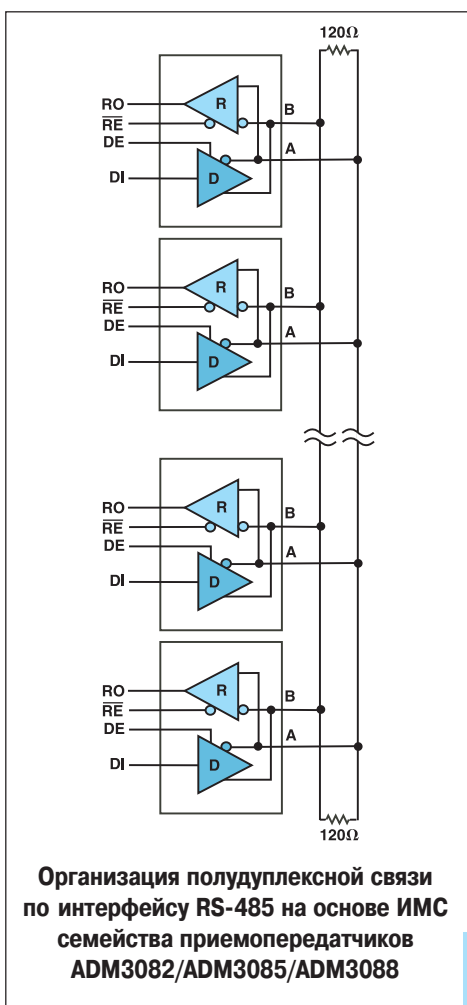 120Ω
R
RO
B
RE
DE
A
DI
D
R
RO
B
RE
DE
A
DI
D
R
RO
B
RE
DE
A
DI
D
R
RO
B
RE
DE
A
DI
D
120Ω
Организация полудуплексной связи
по интерфейсу RS-485 на основе ИМС
семейства приемопередатчиков
ADM3082/ADM3085/ADM3088